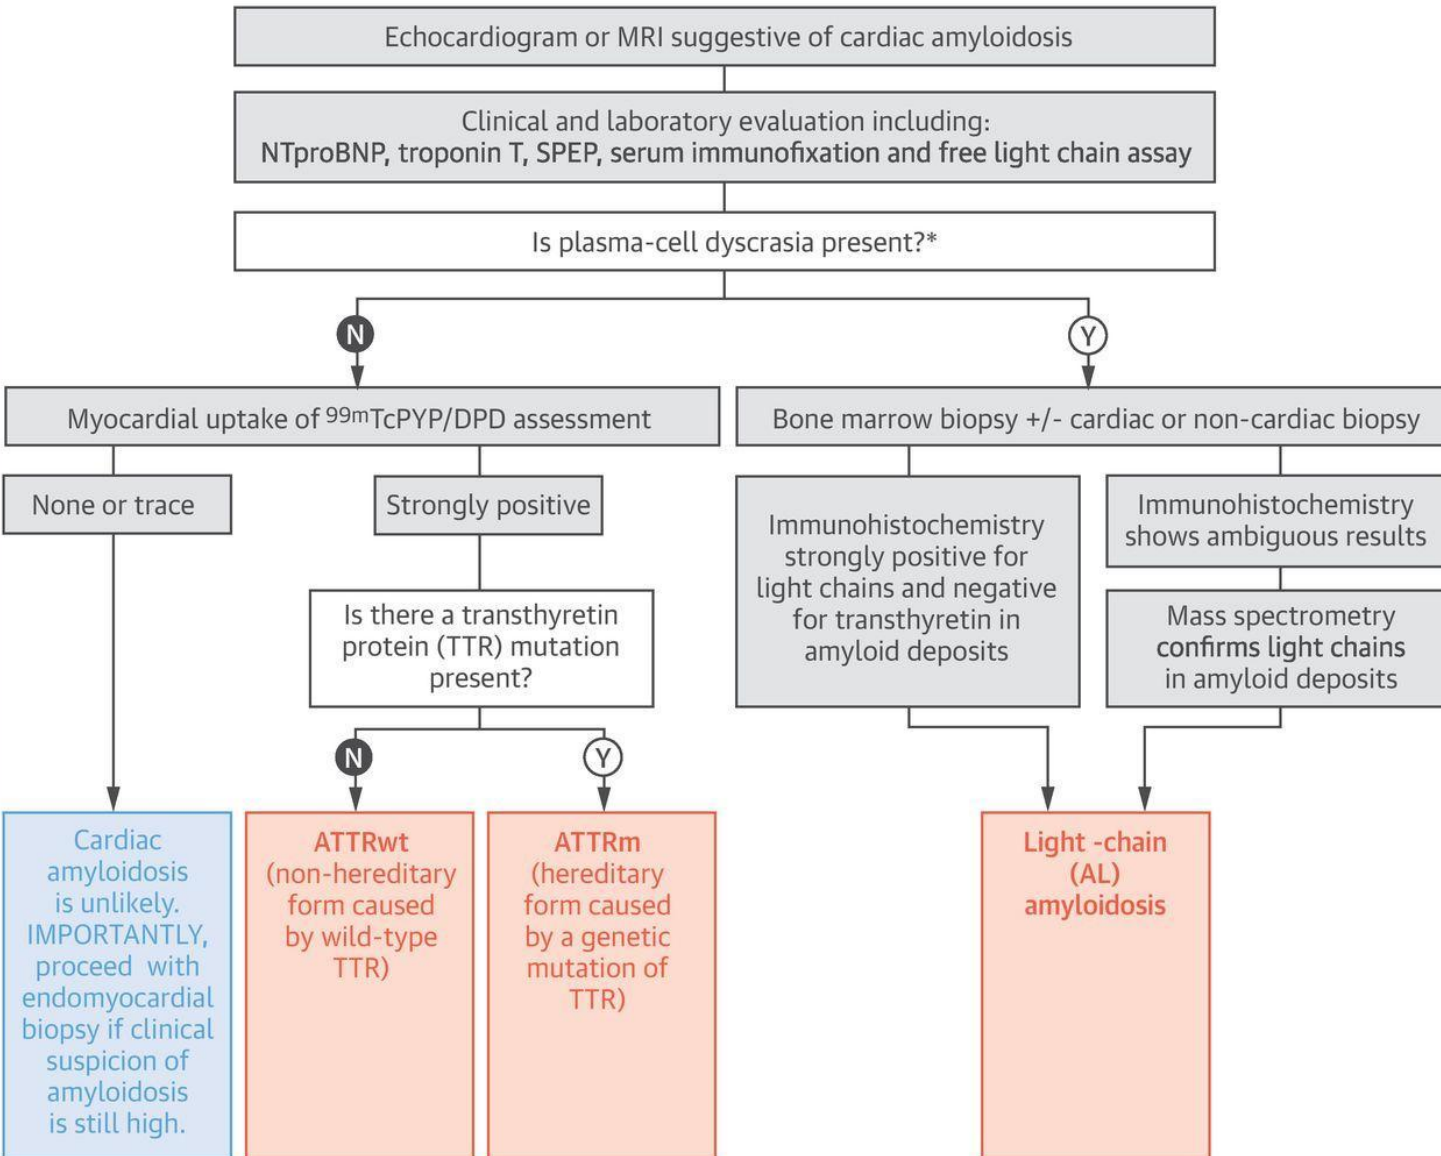 Echocardiogram or MRI suggestive of cardiac amyloidosis
Clinical and laboratory evaluation including:
NTproBNP, troponin T, SPEP, serum immunofixation and free light chain assay
Is plasma-cell dyscrasia present?*
N
Y
Myocardial uptake of 99mTcPYP/DPD assessment
Bone marrow biopsy +/- cardiac or non-cardiac biopsy
None or trace
Strongly positive
Is there a transthyretin
protein (TTR) mutation
present?
Immunohistochemistry
strongly positive for
light chains and negative
for transthyretin in
amyloid deposits
Immunohistochemistry
shows ambiguous results
Mass spectrometry
confirms light chains
in amyloid deposits
N
Y
Cardiac
amyloidosis
is unlikely.
IMPORTANTLY,
proceed with
endomyocardial
biopsy if clinical
suspicion of
amyloidosis
is still high.
ATTRwt
(non-hereditary
form caused
by wild-type
TTR)
ATTRm
(hereditary
form caused
by a genetic
mutation of
TTR)
Light -chain
(AL)
amyloidosis